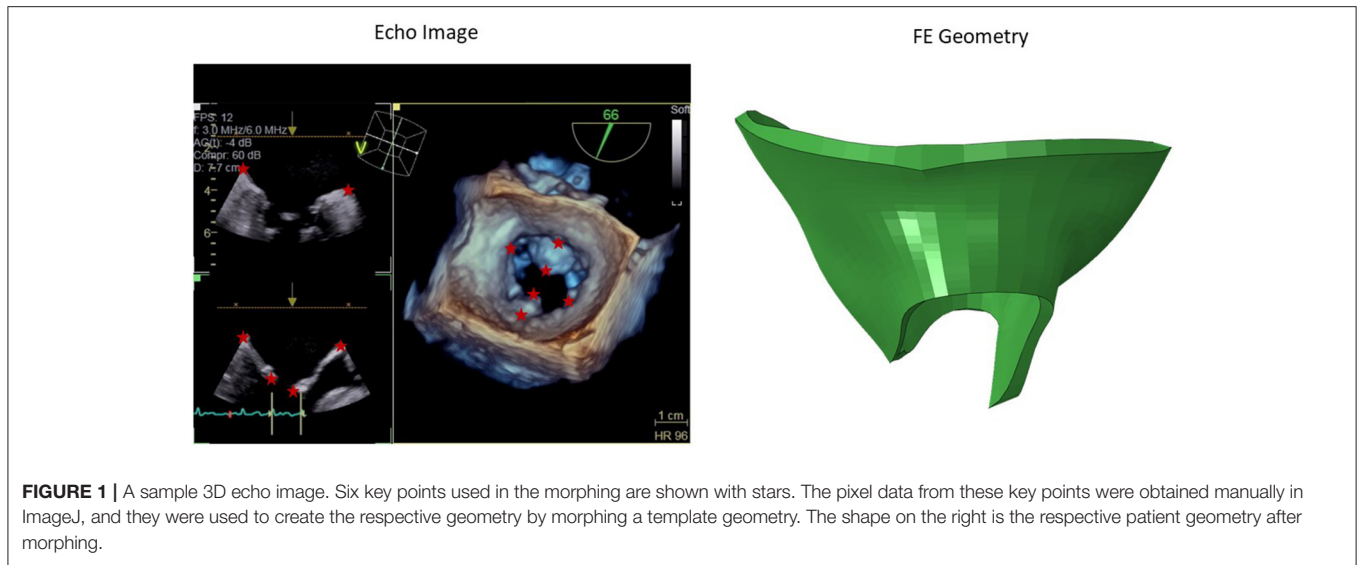 Echo Image
FE Geometry
FPS: 12
f: 3.0 MHz/6.0 MHz
AG(t): -4 dB
Compr: 60 dB
D: 7.7 cm
2
4
6
V
66
Soft
1 cm
HR 96
FIGURE 1 | A sample 3D echo image. Six key points used in the morphing are shown with stars. The pixel data from these key points were obtained manually in
ImageJ, and they were used to create the respective geometry by morphing a template geometry. The shape on the right is the respective patient geometry after
morphing.